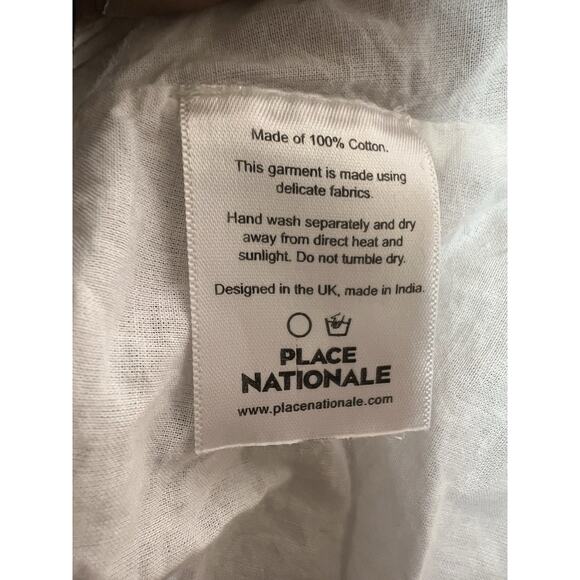 Made of 100% Cotton.
This garment is made using
delicate fabrics.
Hand wash separately and dry
away from direct heat and
sunlight. Do not tumble dry.
Designed in the UK, made in India.
PLACE
NATIONALE
www.placenationale.com